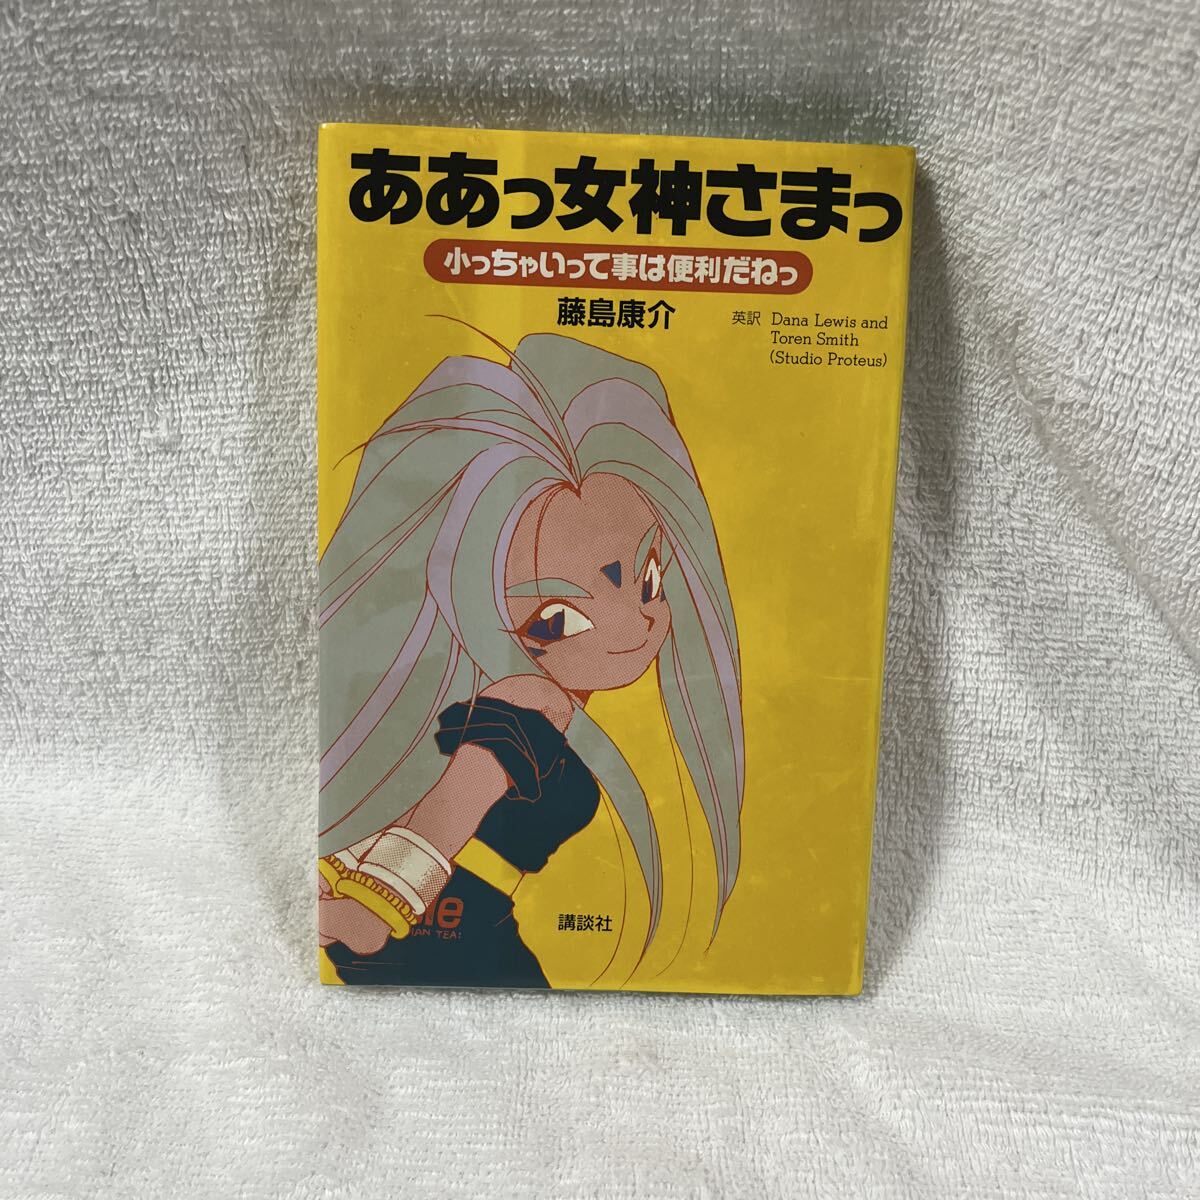 ああっ女神さまっ
小っちゃいって事は便利だねっ
藤島康介
英訳 Dana Lewis and
Toren Smith
(Studio Proteus)
講談社